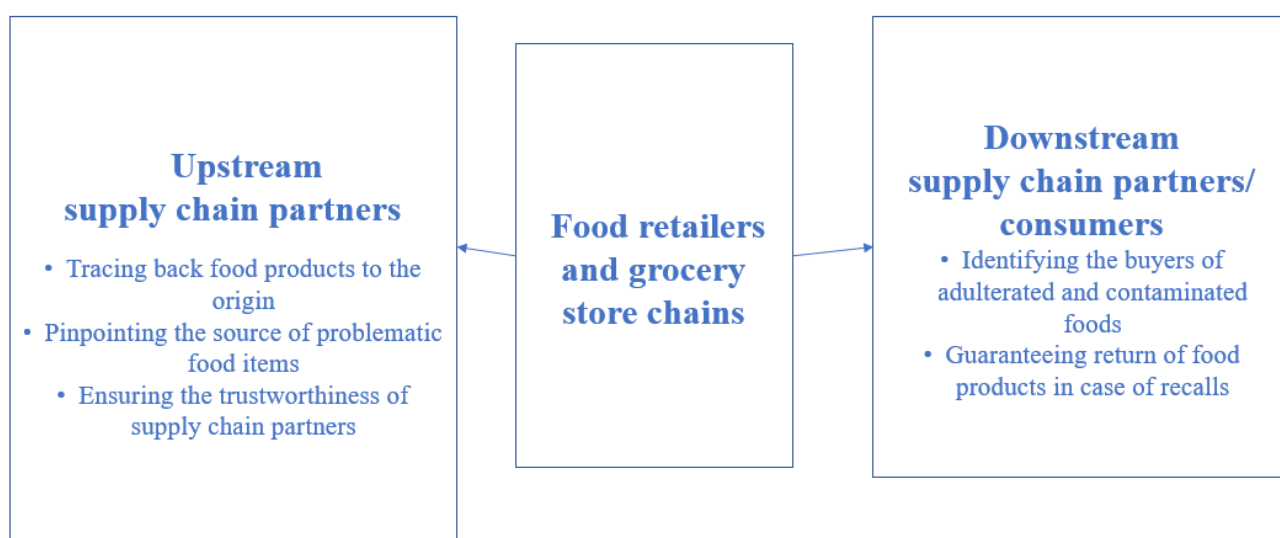 Upstream
supply chain partners
• Tracing back food products to the
origin
• Pinpointing the source of problematic
food items
• Ensuring the trustworthiness of
supply chain partners
Food retailers
and grocery
store chains
Downstream
supply chain partners/
consumers
• Identifying the buyers of
adulterated and contaminated
foods
• Guaranteeing return of food
products in case of recalls